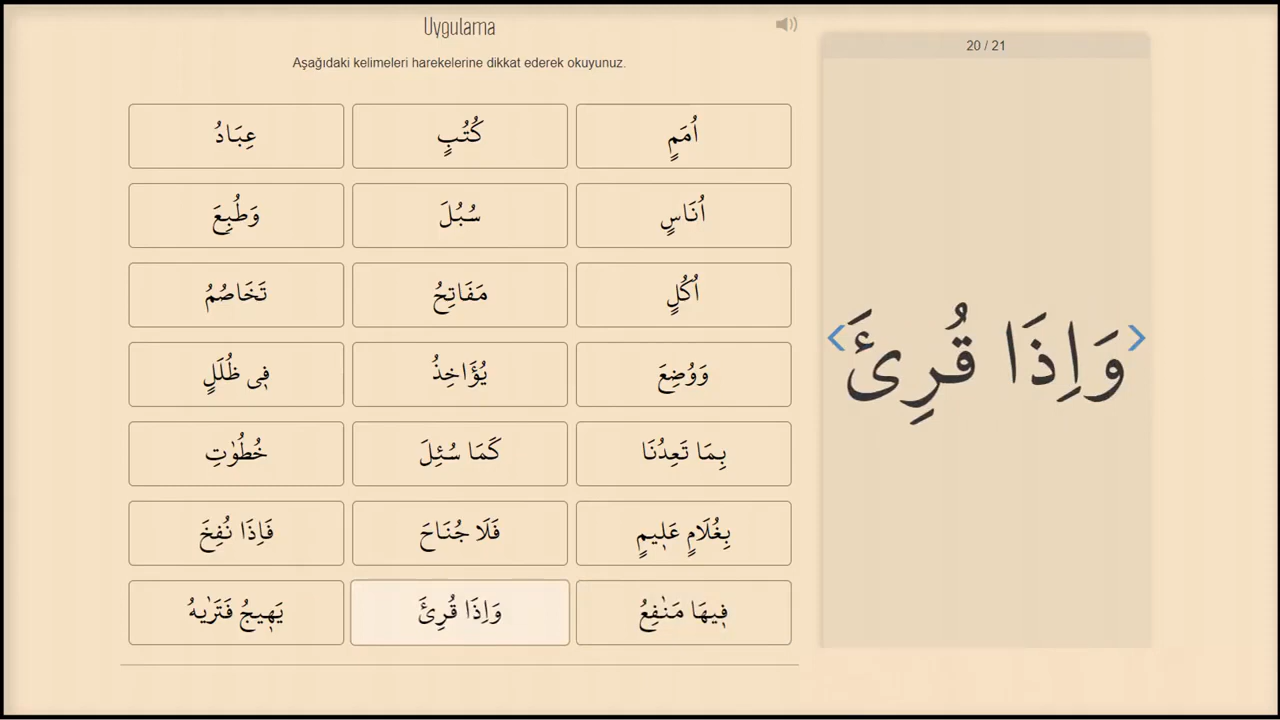 Uygulama
Aşağıdaki kelimeleri harekelerine dikkat ederek okuyunuz.
اُمَمٍ
كُتُبٍ
عِبَادُ
اُنَاسٍ
سُبُلَ
وَطُبِعَ
اُكُلٍ
مَفَاتِحُ
تَخَاصُمُ
وَوُضِعَ
يُؤَاخِذُ
فٖى ظُلَلٍ
بِمَا تَعِدُنَا
كَمَا سُئِلَ
خُطُوٰتِ
بِغُلَامٍ عَلٖيمٍ
فَلَا جُنَاحَ
فَاِذَا نُفِخَ
فٖيهَا مَنٰفِعُ
وَاِذَا قُرِئَ
يَهٖيجُ فَتَرٰيهُ
20 / 21
وَاِذَا قُرِئَ